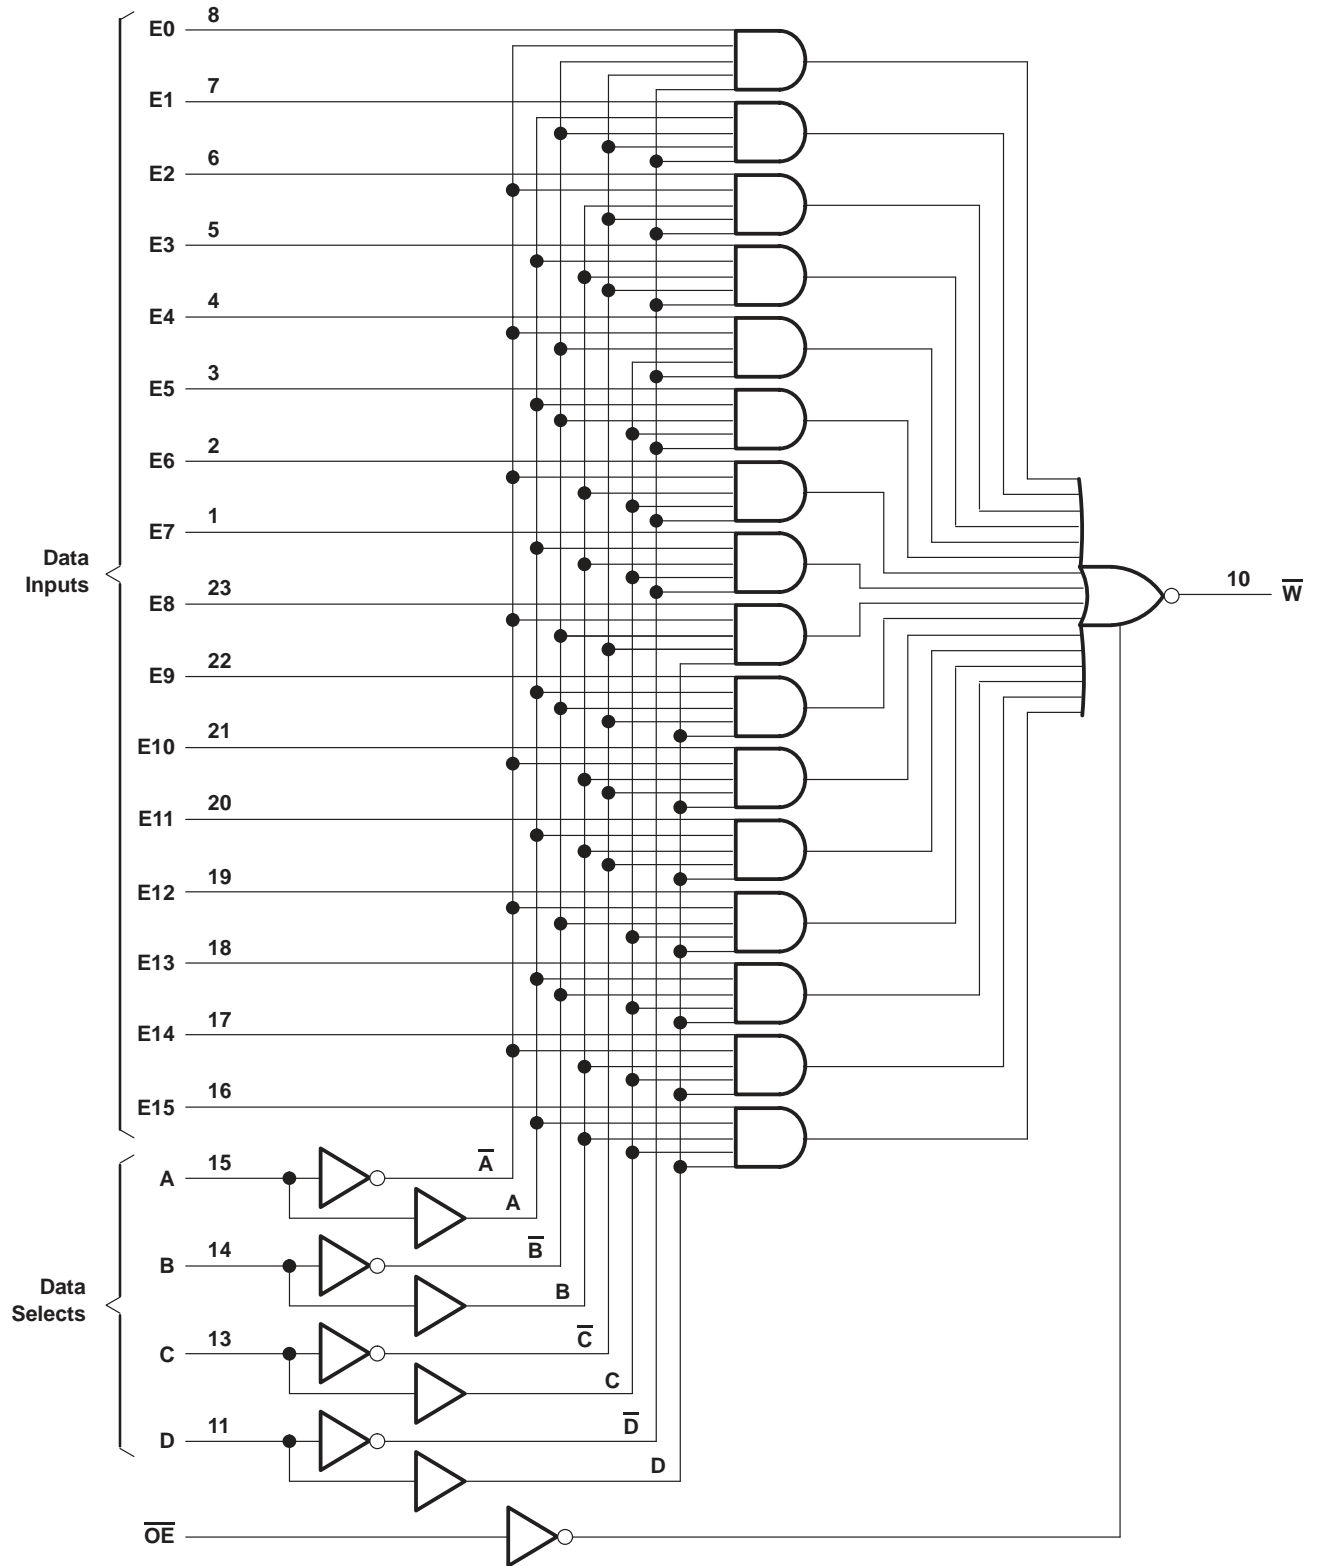 E0 8
E1 7
E2 6
E3 5
E4 4
E5 3
E6 2
E7 1
Data
Inputs
E8 23
E9 22
E10 21
E11 20
E12 19
E13 18
E14 17
E15 16
10 W̅
A 15 A̅
A
B 14 B̅
B
Data
Selects
C 13 C̅
C
D 11 D̅
D
O̅E̅